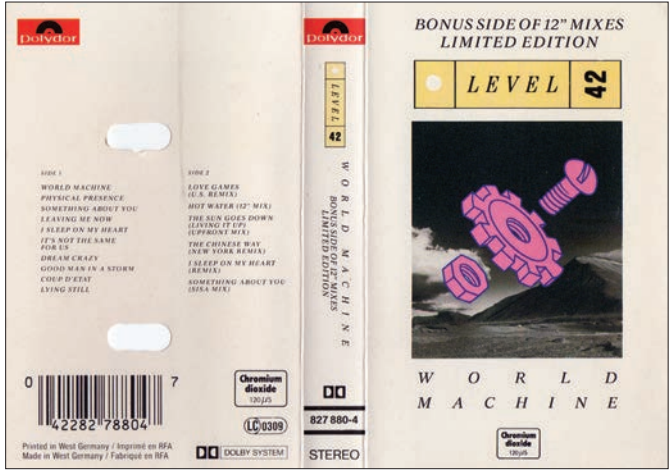 polydor
SIDE 1
WORLD MACHINE
PHYSICAL PRESENCE
SOMETHING ABOUT YOU
LEAVING ME NOW
I SLEEP ON MY HEART
IT'S NOT THE SAME
FOR US
DREAM CRAZY
GOOD MAN IN A STORM
COUP D'ETAT
LYING STILL
SIDE 2
LOVE GAMES
(U.S. REMIX)
HOT WATER (12" MIX)
THE SUN GOES DOWN
(LIVING IT UP)
(UPFRONT MIX)
THE CHINESE WAY
(NEW YORK REMIX)
I SLEEP ON MY HEART
(REMIX)
SOMETHING ABOUT YOU
(SISA MIX)
0 42282 78804 7
Chromium
dioxide
120 µS
LC 0309
Printed in West Germany / Imprimé en RFA
Made in West Germany / Fabriqué en RFA
DOLBY SYSTEM
polydor
LEVEL
42
WORLD MACHINE
BONUS SIDE OF 12" MIXES
LIMITED EDITION
827 880-4
STEREO
BONUS SIDE OF 12" MIXES
LIMITED EDITION
LEVEL 42
WORLD
MACHINE
Chromium
dioxide
120 µS